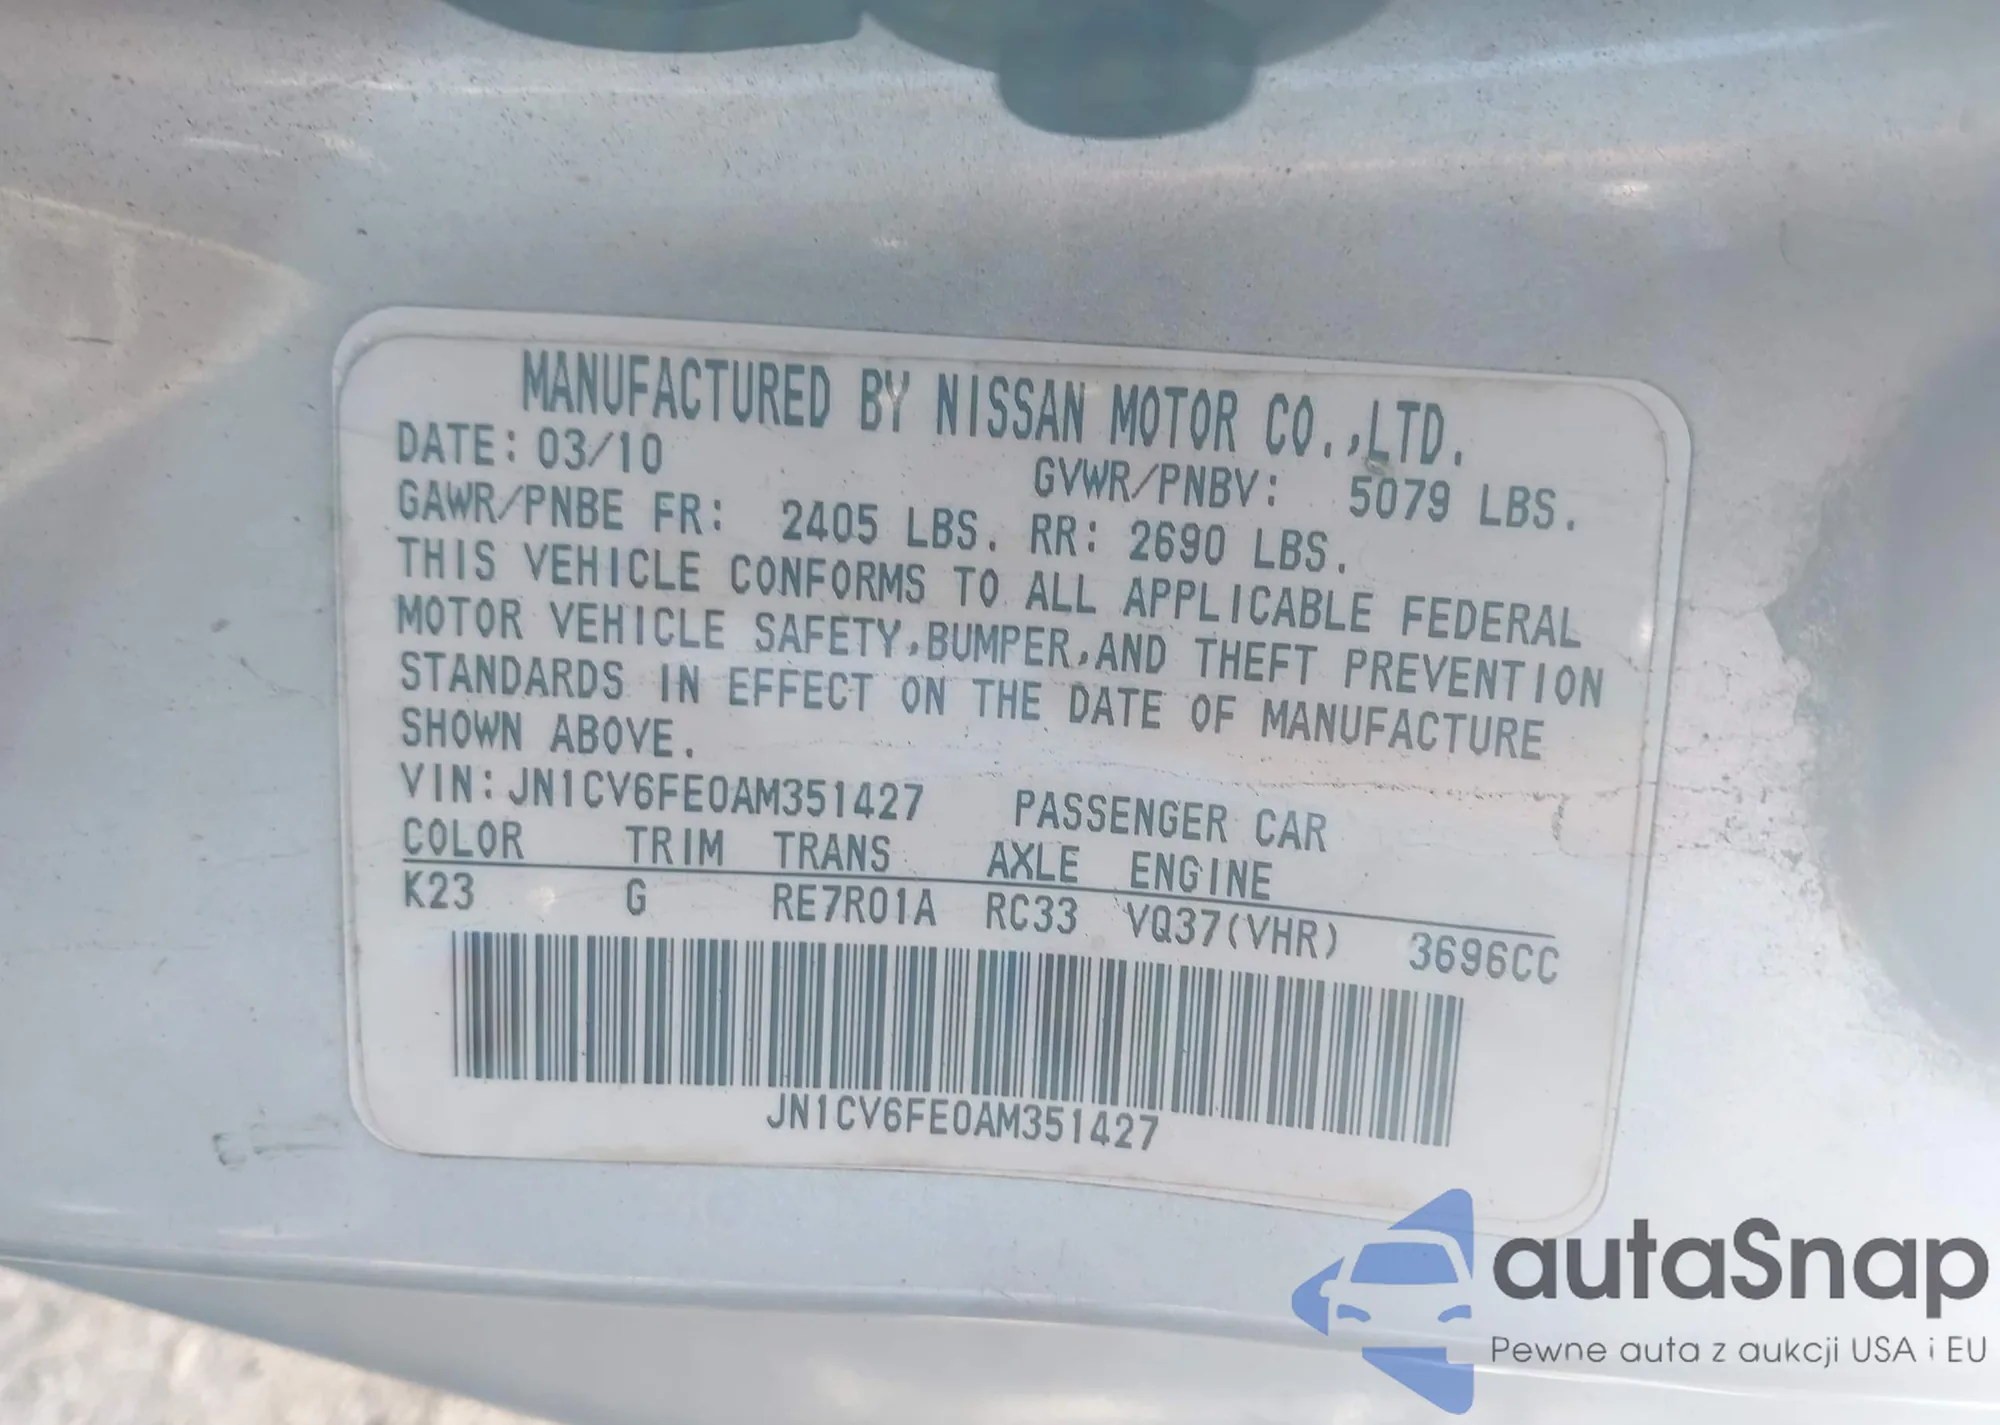 MANUFACTURED BY NISSAN MOTOR CO.,LTD.
DATE: 03/10 GVWR/PNBV: 5079 LBS.
GAWR/PNBE FR: 2405 LBS. RR: 2690 LBS.
THIS VEHICLE CONFORMS TO ALL APPLICABLE FEDERAL
MOTOR VEHICLE SAFETY,BUMPER,AND THEFT PREVENTION
STANDARDS IN EFFECT ON THE DATE OF MANUFACTURE
SHOWN ABOVE.
VIN:JN1CV6FE0AM351427 PASSENGER CAR
COLOR TRIM TRANS AXLE ENGINE
K23 G RE7R01A RC33 VQ37(VHR) 3696CC
JN1CV6FE0AM351427
autaSnap
Pewne auta z aukcji USA i EU